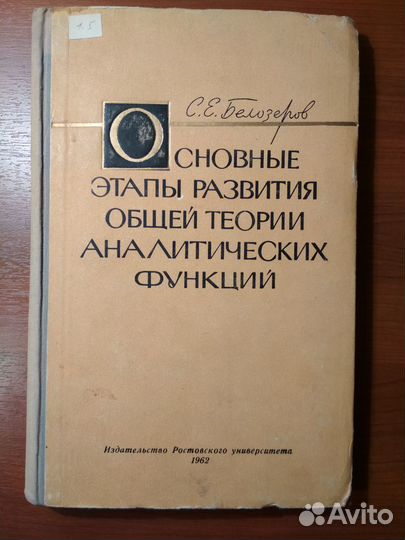 1.5
С.Е.Белозеров
ОСНОВНЫЕ
ЭТАПЫ РАЗВИТИЯ
ОБЩЕЙ ТЕОРИИ
АНАЛИТИЧЕСКИХ
ФУНКЦИЙ
Издательство Ростовского университета
1962
Avito